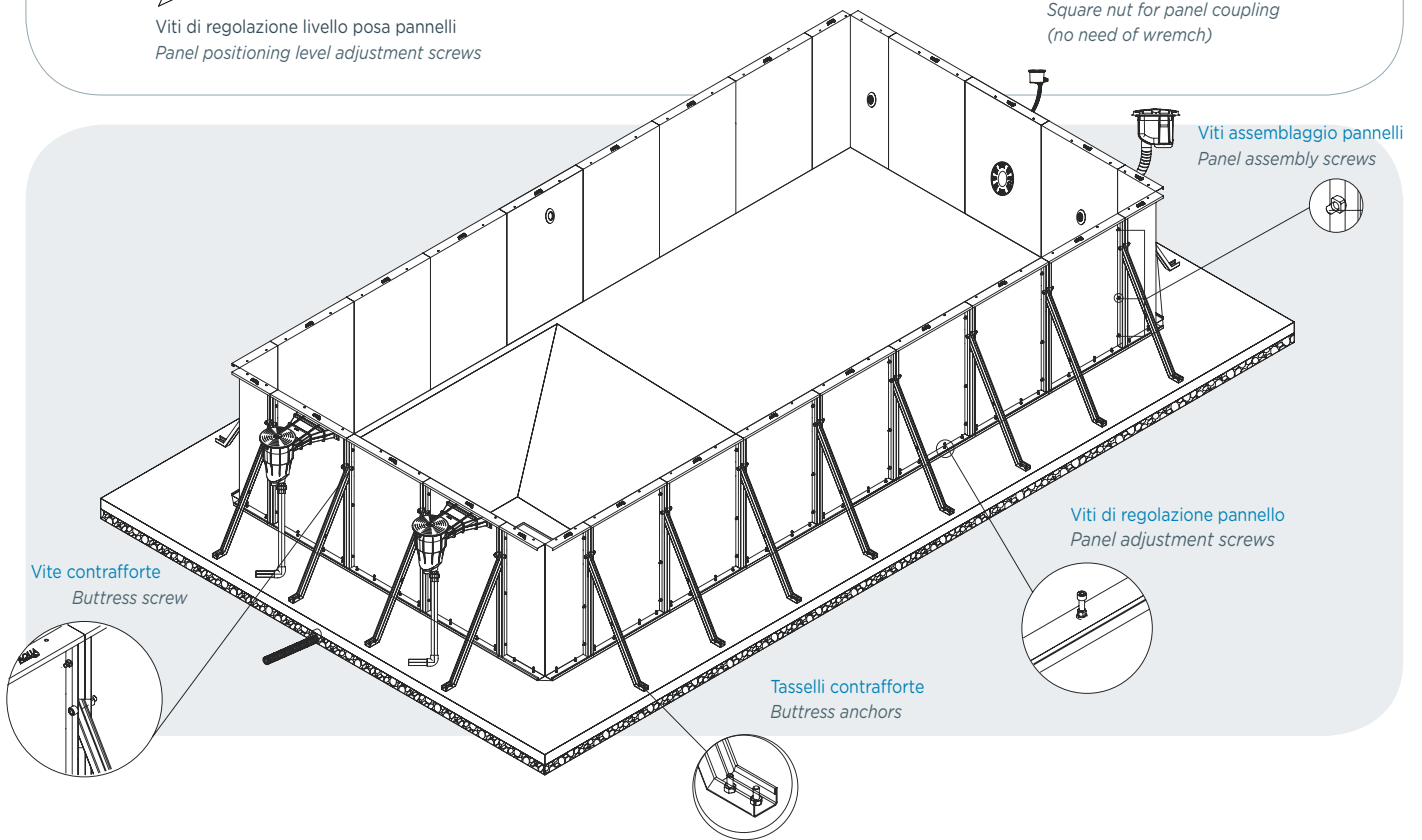 Viti di regolazione livello posa pannelli
Panel positioning level adjustment screws
Square nut for panel coupling
(no need of wremch)
Viti assemblaggio pannelli
Panel assembly screws
Viti di regolazione pannello
Panel adjustment screws
Vite contrafforte
Buttress screw
Tasselli contrafforte
Buttress anchors